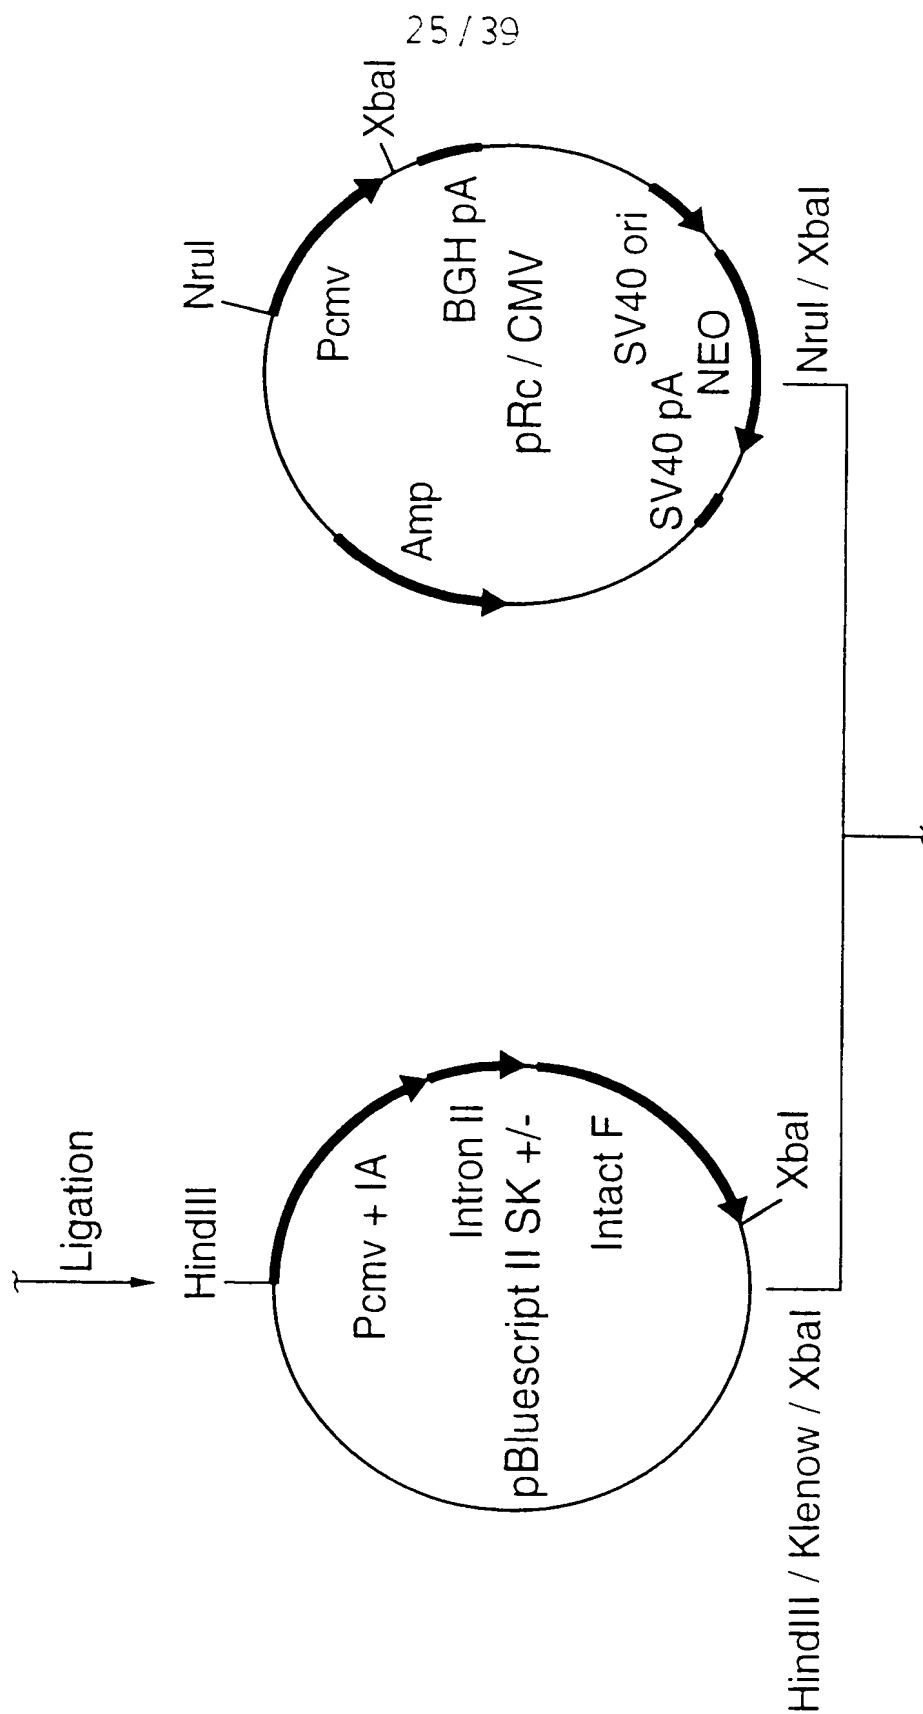 25/39
Ligation
HindIII
Pcmv + IA
Intron II
pBluescript II SK +/-
Intact F
XbaI
HindIII / Klenow / XbaI
NruI
XbaI
Pcmv
BGH pA
Amp
pRc / CMV
SV40 ori
SV40 pA
NEO
NruI / XbaI